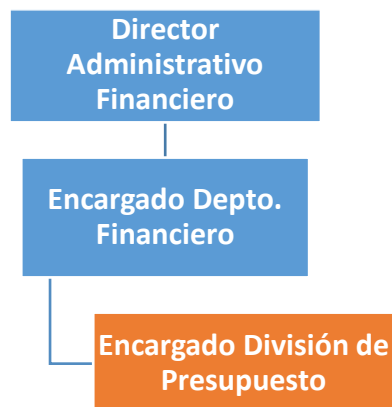 Director
Administrativo
Financiero
Encargado Depto.
Financiero
Encargado División de
Presupuesto